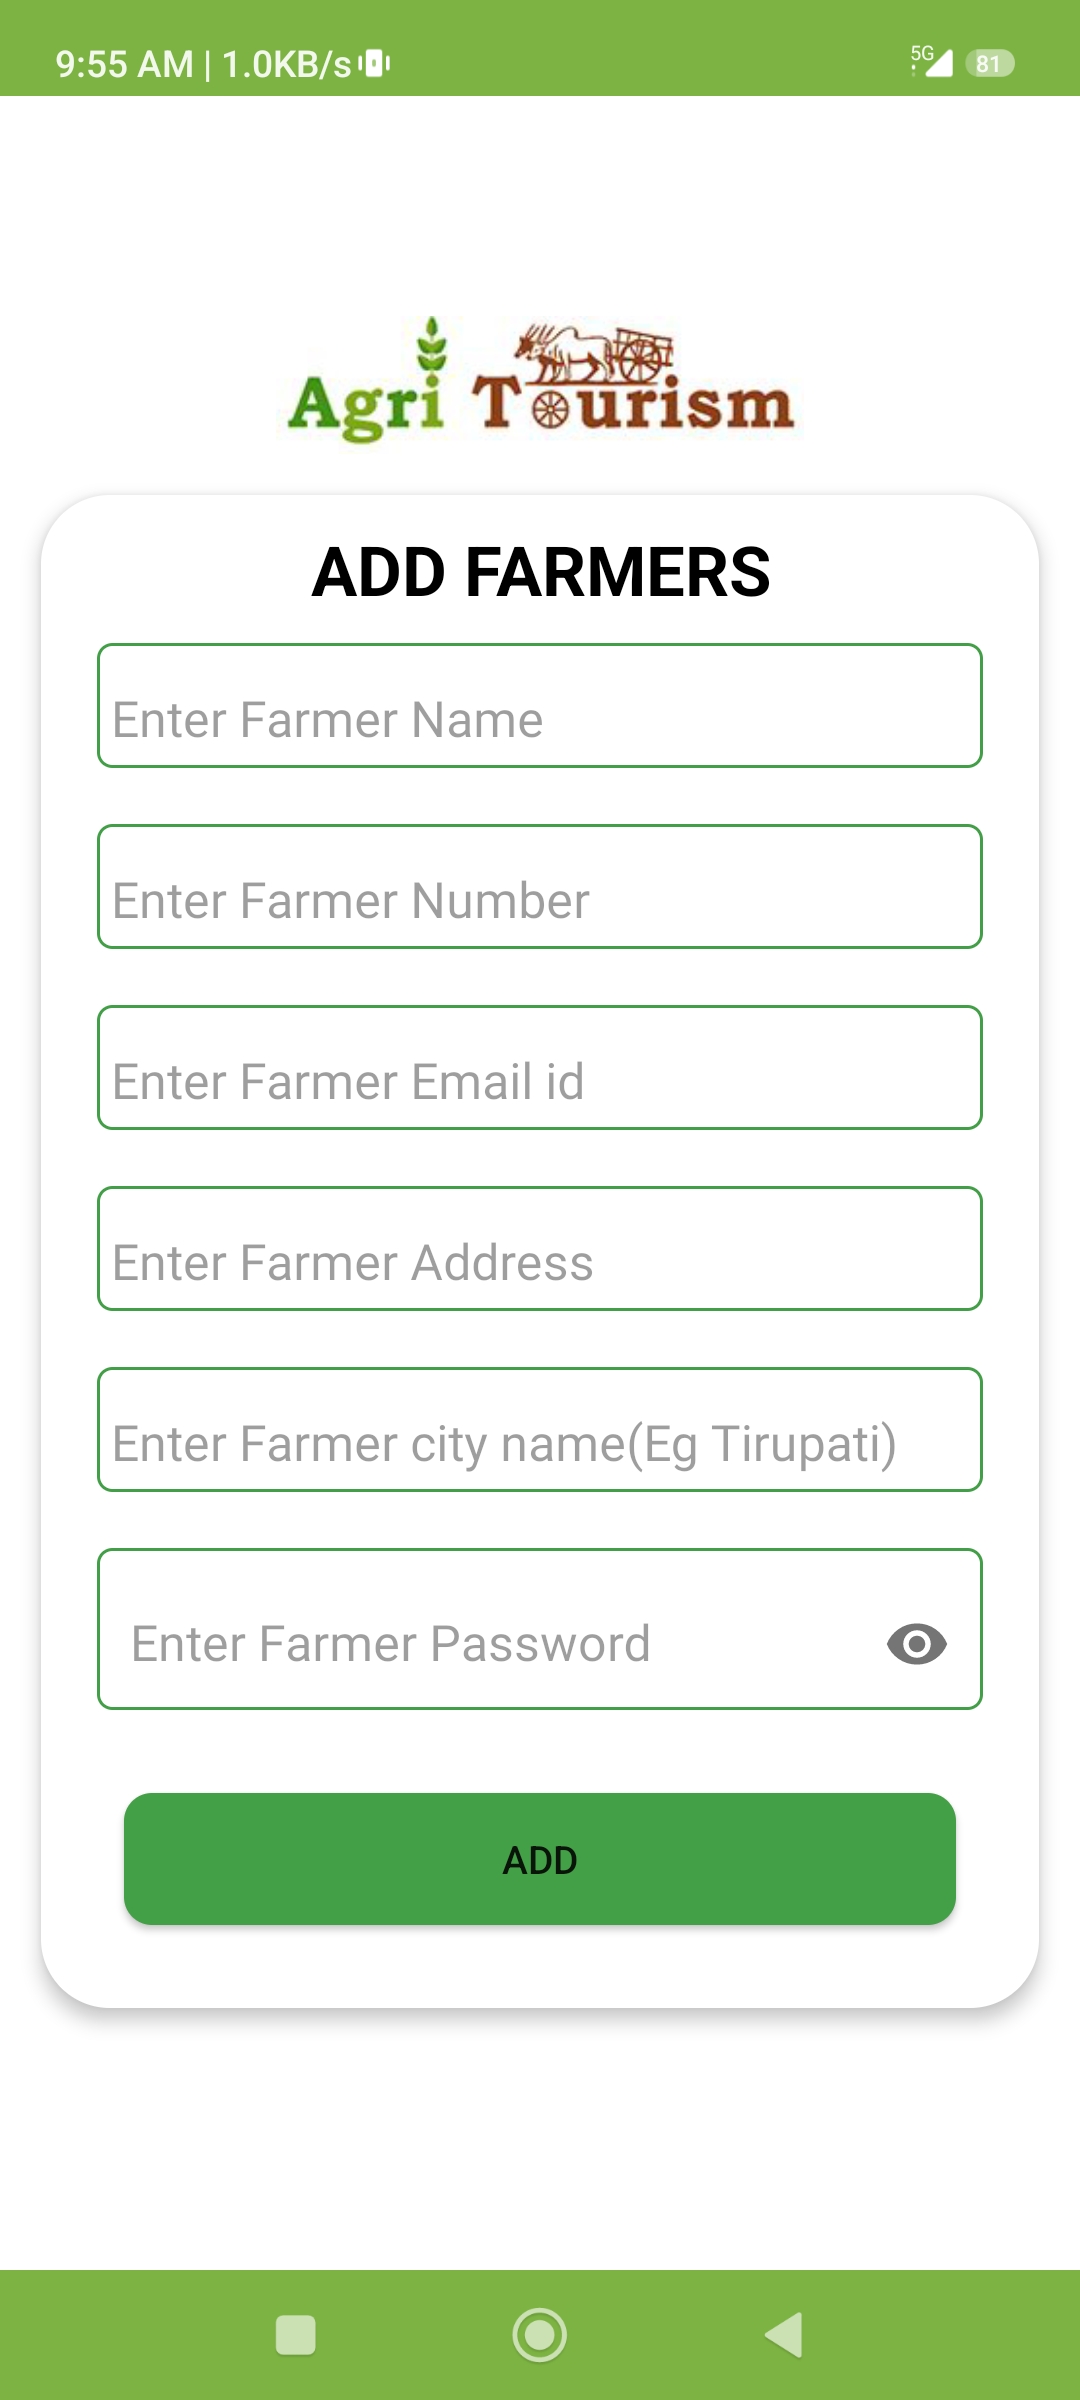 9:55 AM | 1.0KB/s
5G
81
Agri Tourism
ADD FARMERS
Enter Farmer Name
Enter Farmer Number
Enter Farmer Email id
Enter Farmer Address
Enter Farmer city name(Eg Tirupati)
Enter Farmer Password
ADD